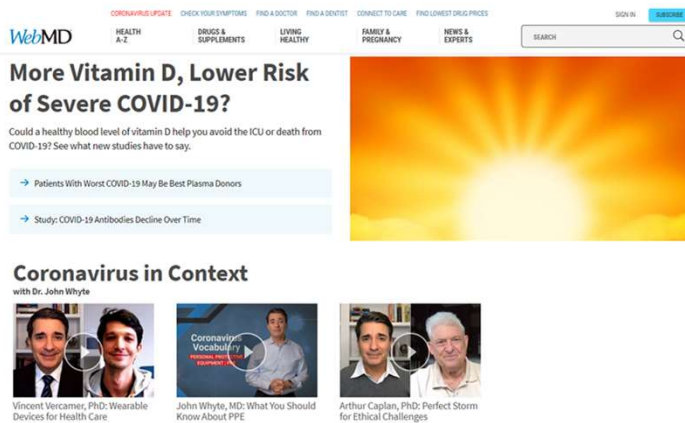 CORONAVIRUS UPDATE CHECK YOUR SYMPTOMS FIND A DOCTOR FIND A DENTIST CONNECT TO CARE FIND LOWEST DRUG PRICES SIGN IN SUBSCRIBE
WebMD
HEALTH
A-Z
DRUGS &
SUPPLEMENTS
LIVING
HEALTHY
FAMILY &
PREGNANCY
NEWS &
EXPERTS
SEARCH
More Vitamin D, Lower Risk
of Severe COVID-19?
Could a healthy blood level of vitamin D help you avoid the ICU or death from
COVID-19? See what new studies have to say.
→ Patients With Worst COVID-19 May Be Best Plasma Donors
→ Study: COVID-19 Antibodies Decline Over Time
Coronavirus in Context
with Dr. John Whyte
Coronavirus
Vocabulary
PERSONAL PROTECTIVE
EQUIPMENT: PPE
Vincent Vercamer, PhD: Wearable
Devices for Health Care
John Whyte, MD: What You Should
Know About PPE
Arthur Caplan, PhD: Perfect Storm
for Ethical Challenges